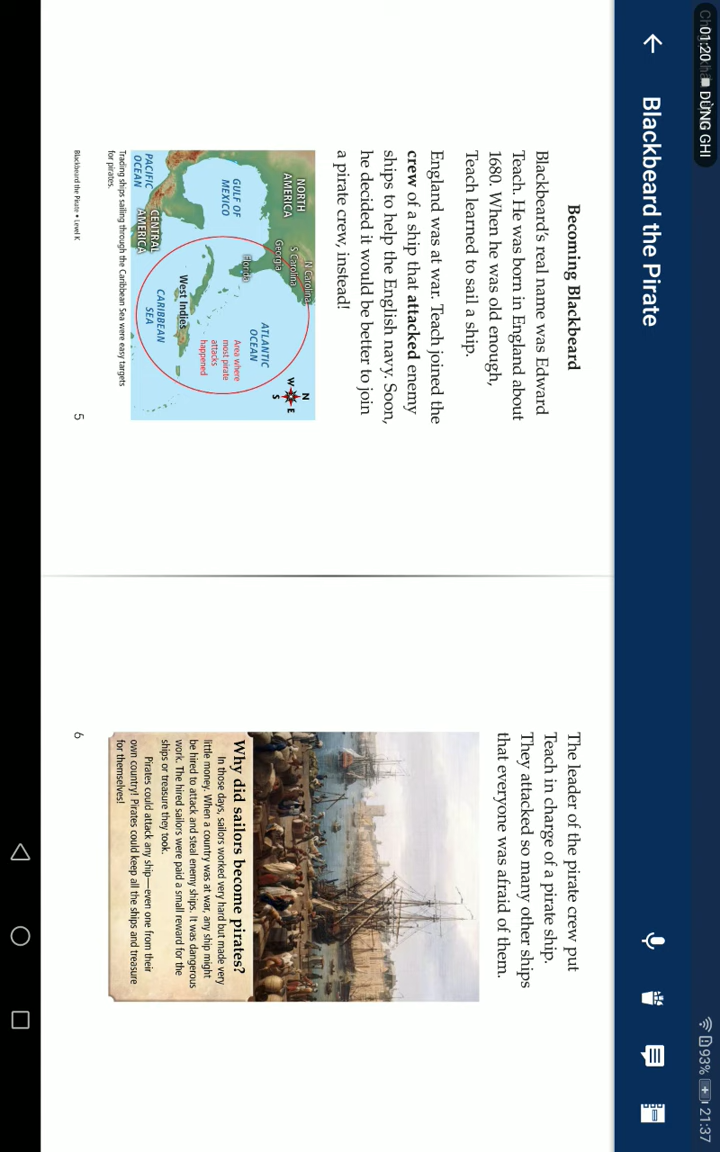 01:20 ■ DỪNG GHI
93% 21:37
Blackbeard the Pirate
Becoming Blackbeard
Blackbeard's real name was Edward
Teach. He was born in England about
1680. When he was old enough,
Teach learned to sail a ship.
England was at war. Teach joined the
crew of a ship that attacked enemy
ships to help the English navy. Soon,
he decided it would be better to join
a pirate crew, instead!
NORTH
AMERICA
N Carolina
S Carolina
Georgia
Florida
GULF OF
MEXICO
ATLANTIC
OCEAN
Area where
most pirate
attacks
happened
West Indies
CARIBBEAN
SEA
CENTRAL
AMERICA
PACIFIC
OCEAN
N
W E
S
Trading ships sailing through the Caribbean Sea were easy targets
for pirates.
Blackbeard the Pirate • Level K
5
The leader of the pirate crew put
Teach in charge of a pirate ship.
They attacked so many other ships
that everyone was afraid of them.
Why did sailors become pirates?
In those days, sailors worked very hard but made very
little money. When a country was at war, any ship might
be hired to attack and steal enemy ships. It was dangerous
work. The hired sailors were paid a small reward for the
ships or treasure they took.
Pirates could attack any ship—even one from their
own country! Pirates could keep all the ships and treasure
for themselves!
6